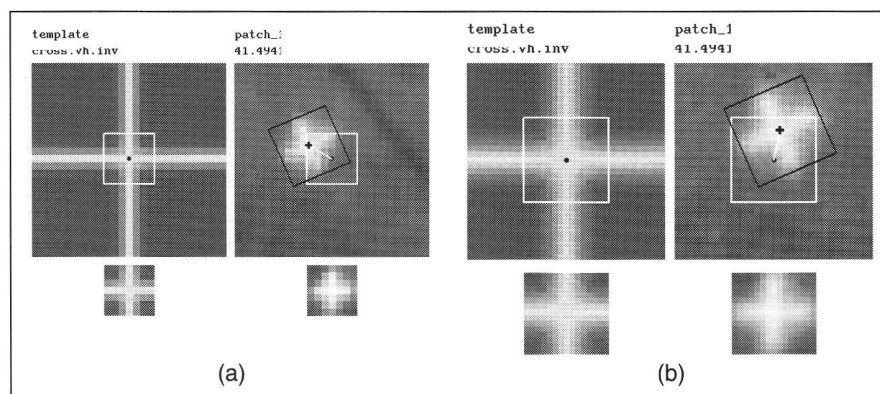 template
patch_1
cross.vh.inv
41.4941
template
patch_1
cross.vh.inv
41.4941
(a)
(b)